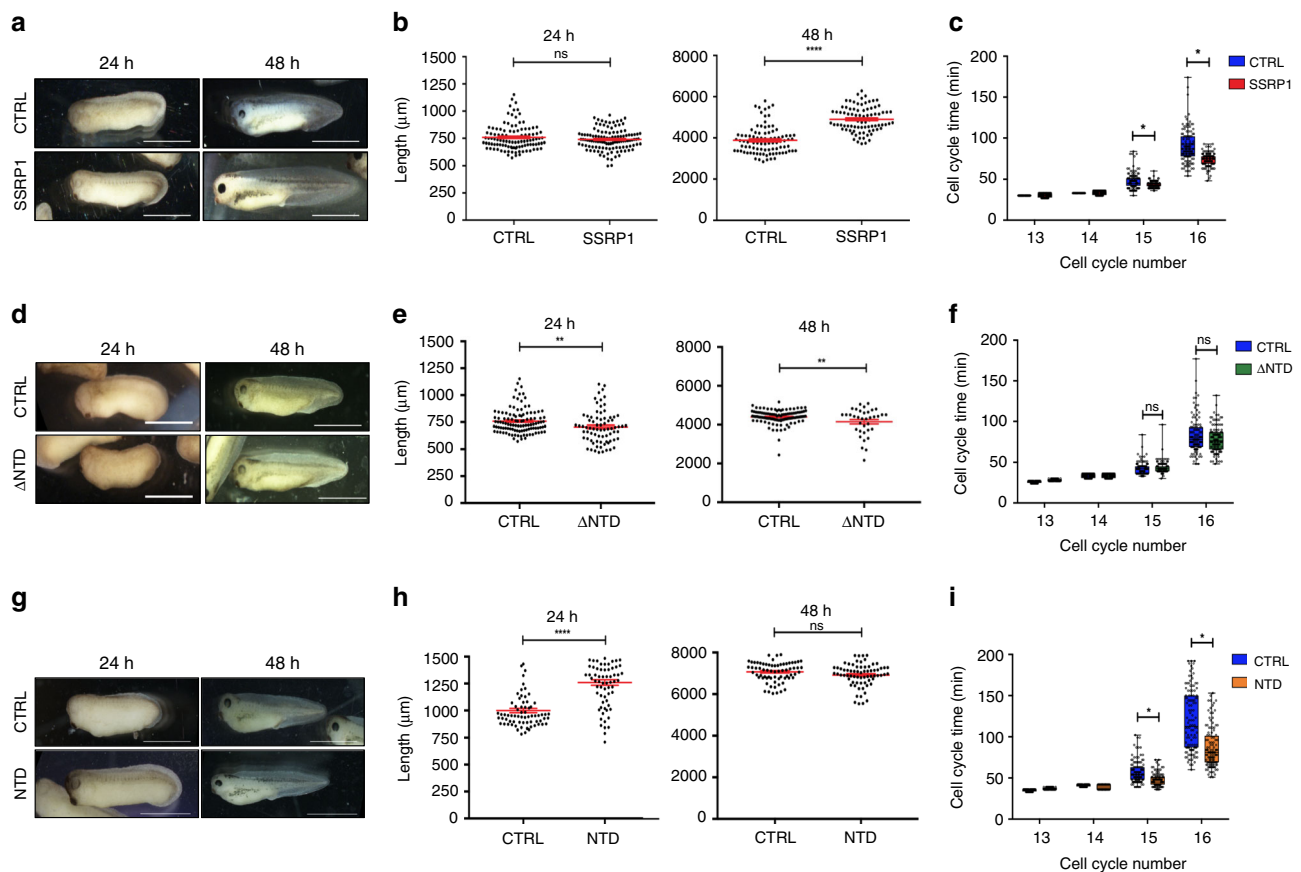 a
24 h 48 h
CTRL
SSRP1
b
24 h
ns
1500
1250
1000
750
500
250
0
Length (μm)
CTRL SSRP1
48 h
****
8000
6000
4000
2000
0
CTRL SSRP1
c
200
150
100
50
0
Cell cycle time (min)
* *
CTRL
SSRP1
13 14 15 16
Cell cycle number
d
24 h 48 h
CTRL
ΔNTD
e
24 h
**
1500
1250
1000
750
500
250
0
Length (μm)
CTRL ΔNTD
48 h
**
8000
6000
4000
2000
0
CTRL ΔNTD
f
200
150
100
50
0
Cell cycle time (min)
ns ns
CTRL
ΔNTD
13 14 15 16
Cell cycle number
g
24 h 48 h
CTRL
NTD
h
24 h
****
1500
1250
1000
750
500
250
0
Length (μm)
CTRL NTD
48 h
ns
8000
6000
4000
2000
0
CTRL NTD
i
200
150
100
50
0
Cell cycle time (min)
* *
CTRL
NTD
13 14 15 16
Cell cycle number